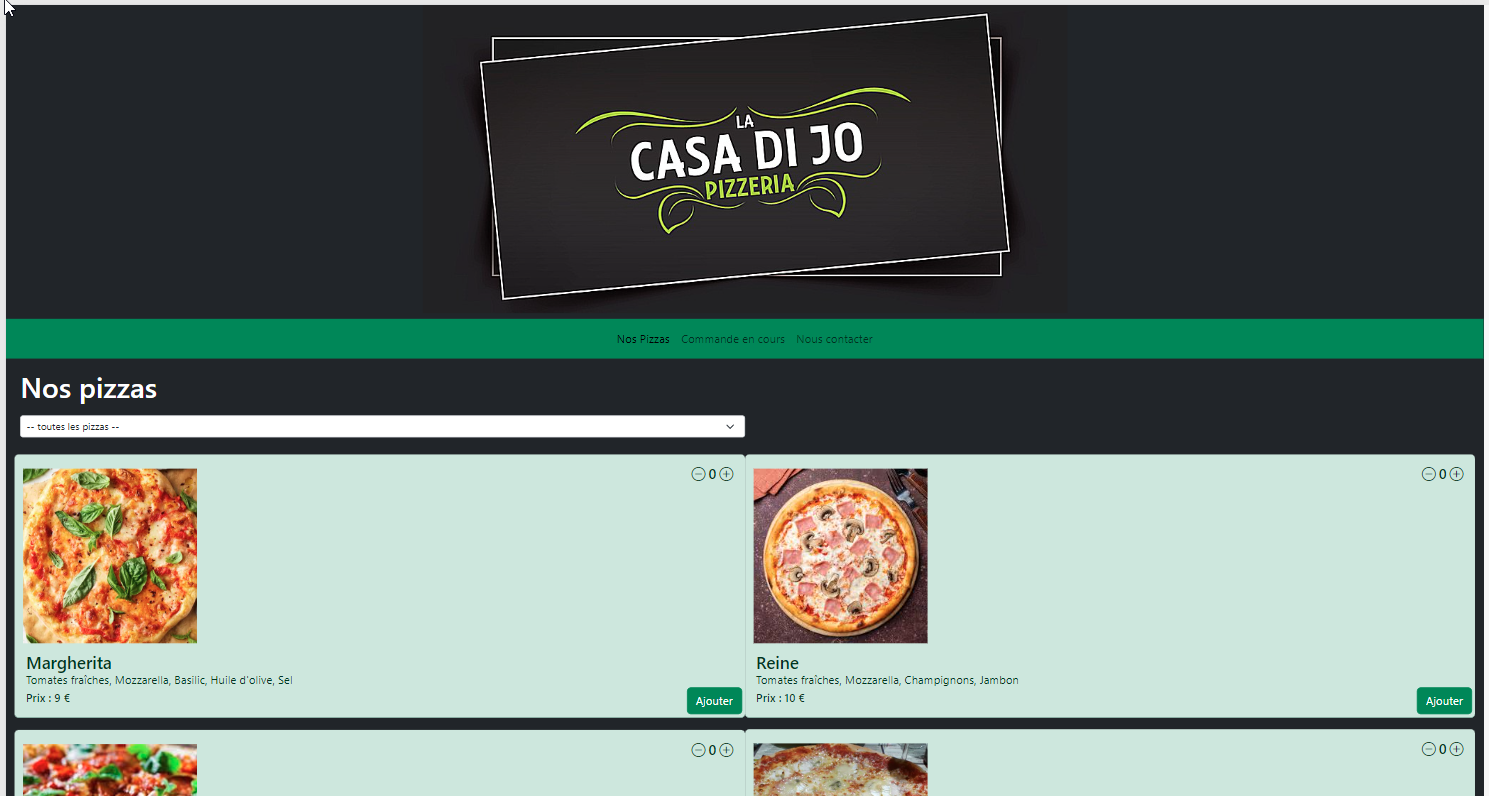 LA
CASA DI JO
PIZZERIA
Nos Pizzas Commande en cours Nous contacter
Nos pizzas
-- toutes les pizzas --
0
0
Margherita
Tomates fraîches, Mozzarella, Basilic, Huile d'olive, Sel
Prix : 9 €
Ajouter
Reine
Tomates fraîches, Mozzarella, Champignons, Jambon
Prix : 10 €
Ajouter
0
0